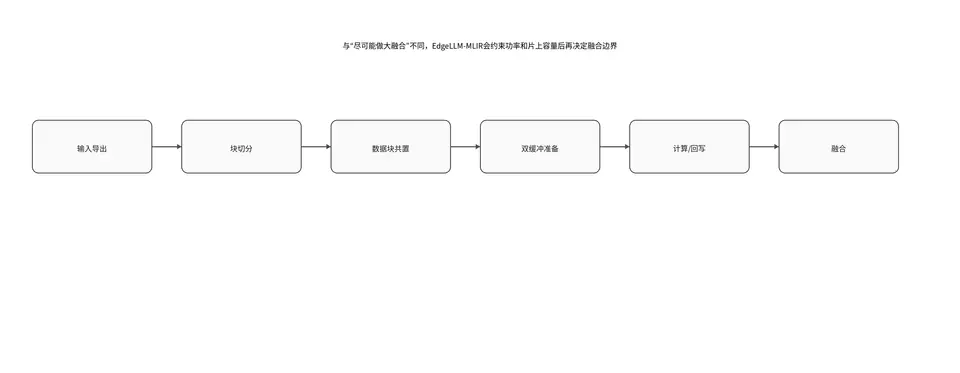 与“尽可能做大融合”不同，EdgeLLM-MLIR会约束功率和片上容量后再决定融合边界
输入导出
块切分
数据块共置
双缓冲准备
计算/回写
融合